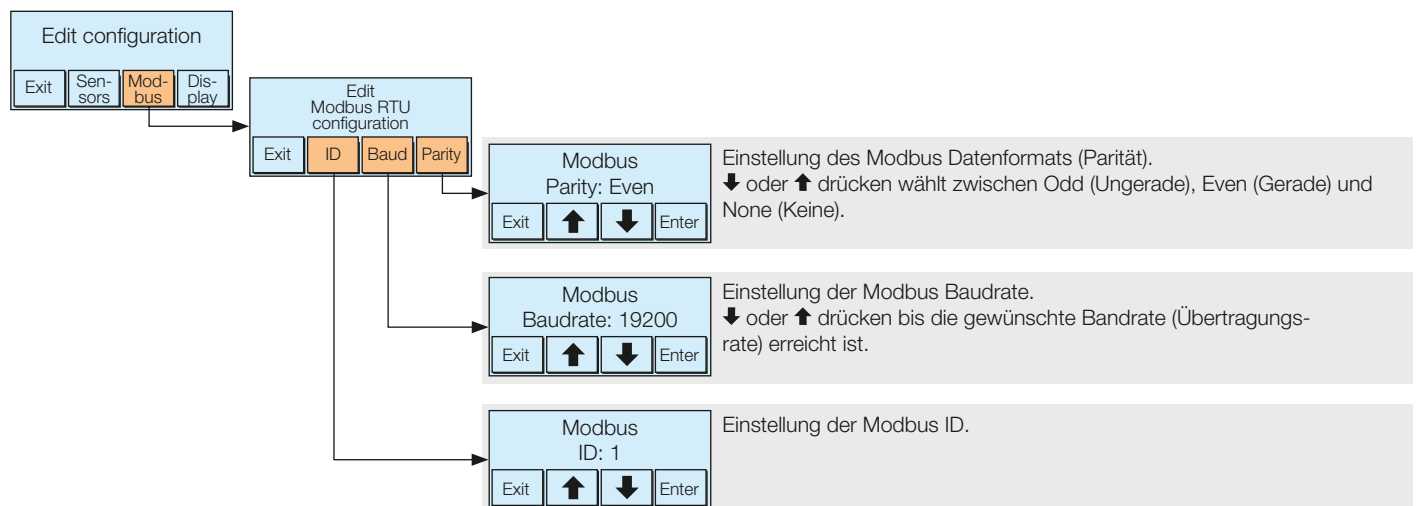 Edit configuration
Exit
Sen-
sors
Mod-
bus
Dis-
play
Edit
Modbus RTU
configuration
Exit
ID
Baud
Parity
Modbus
Parity: Even
Exit
⬆
⬇
Enter
Einstellung des Modbus Datenformats (Parität).
⬇ oder ⬆ drücken wählt zwischen Odd (Ungerade), Even (Gerade) und
None (Keine).
Modbus
Baudrate: 19200
Exit
⬆
⬇
Enter
Einstellung der Modbus Baudrate.
⬇ oder ⬆ drücken bis die gewünschte Bandrate (Übertragungs-
rate) erreicht ist.
Modbus
ID: 1
Exit
⬆
⬇
Enter
Einstellung der Modbus ID.